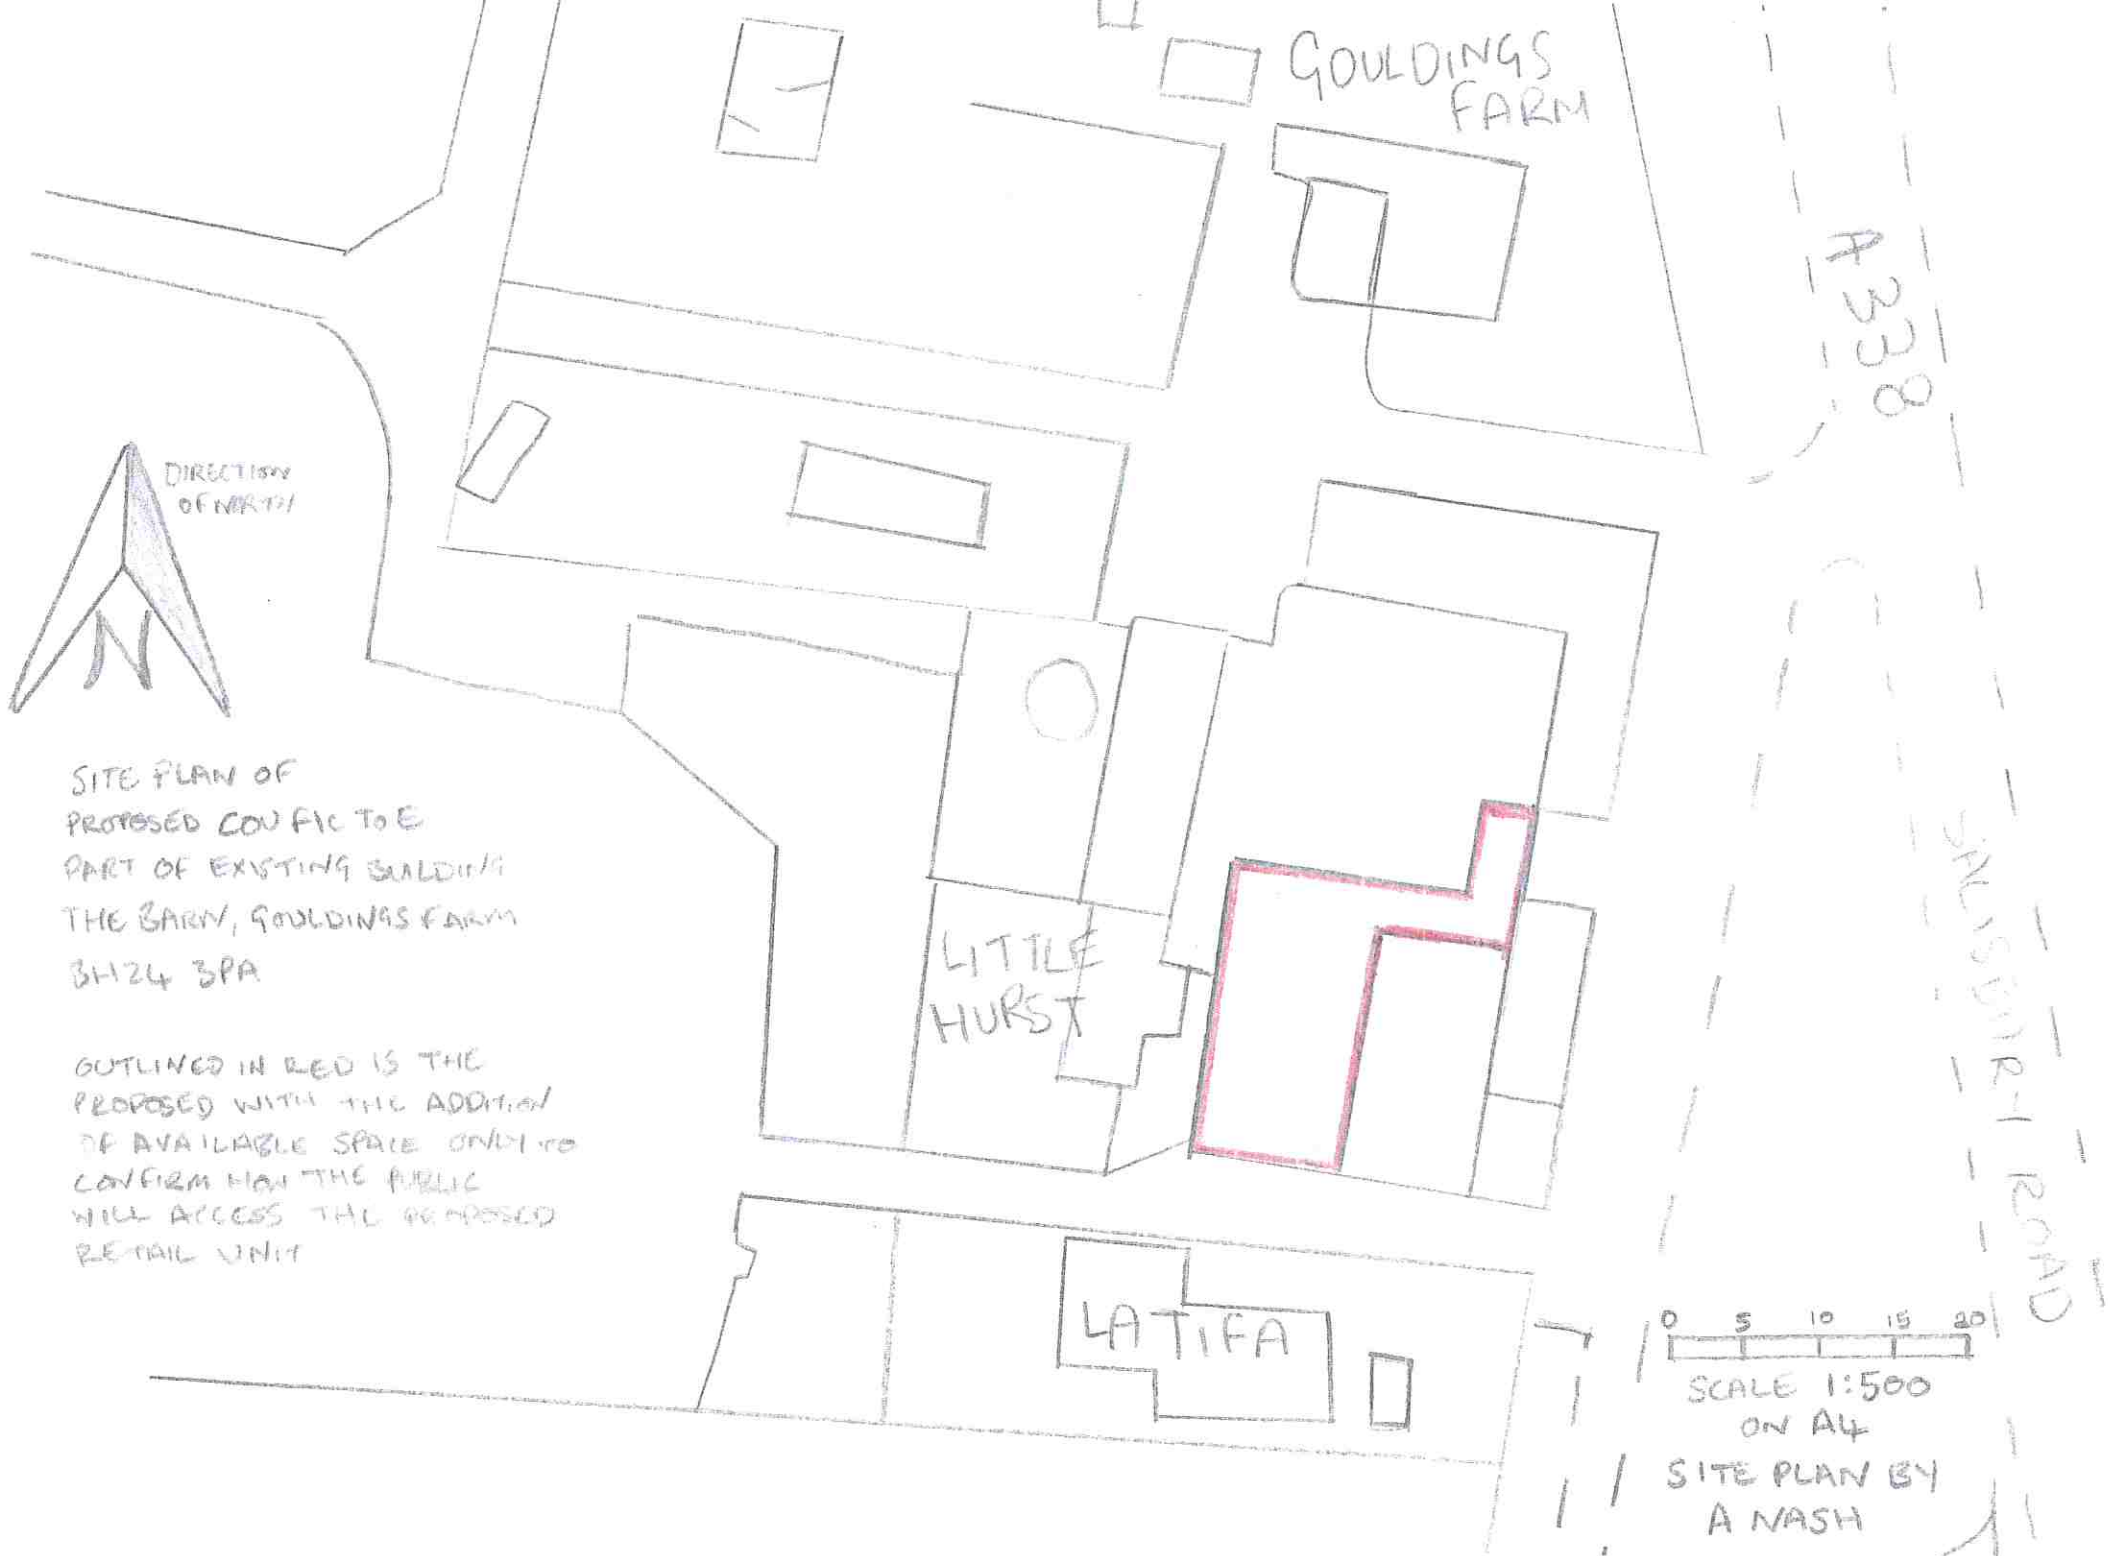 GOULDINGS
FARM
A338
DIRECTION
OF NORTH
N
SITE PLAN OF
PROPOSED COU F1C TO E
PART OF EXISTING BUILDING
THE BARN, GOULDINGS FARM
BH24 3PA
OUTLINED IN RED IS THE
PROPOSED WITH THE ADDITION
OF AVAILABLE SPACE ONLY TO
CONFIRM HOW THE PUBLIC
WILL ACCESS THE PROPOSED
RETAIL UNIT
LITTLE
HURST
SALISBURY ROAD
LATIFA
0 5 10 15 20
SCALE 1:500
ON A4
SITE PLAN BY
A NASH